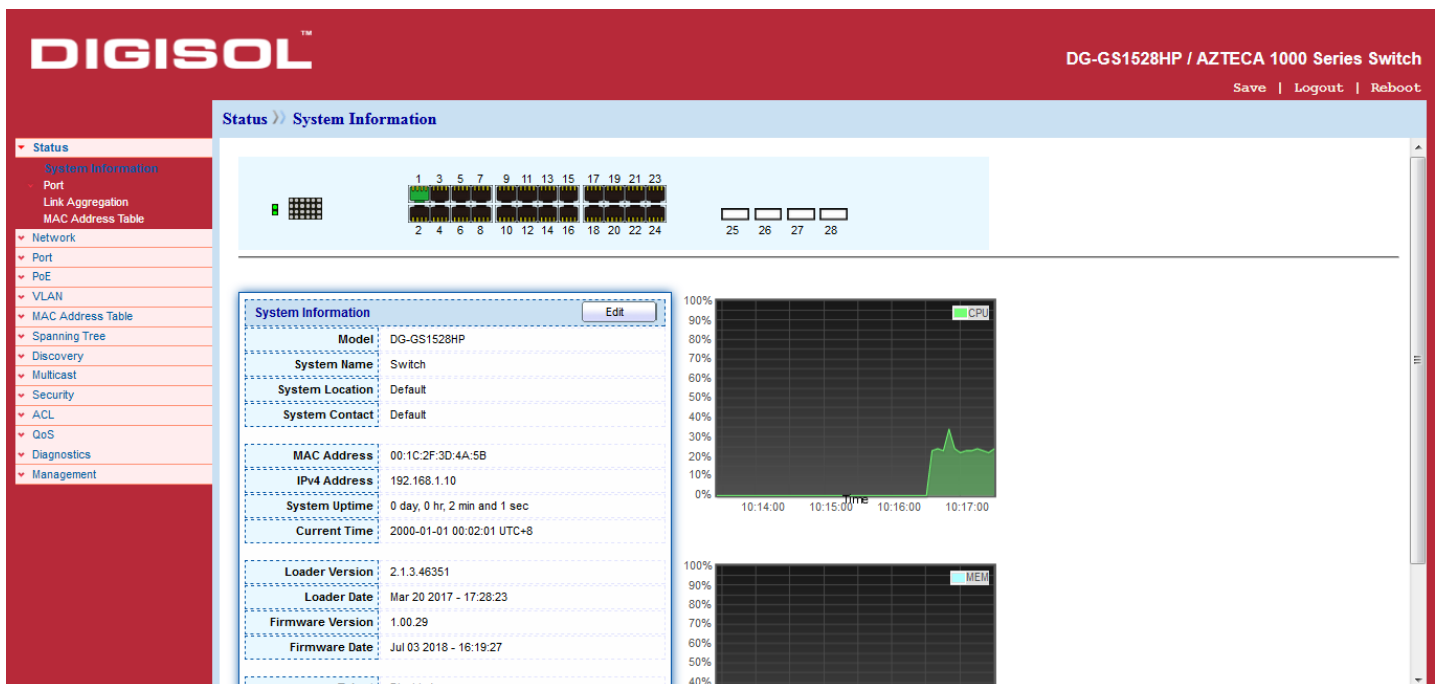 DIGISOL™
DG-GS1528HP / AZTECA 1000 Series Switch
Save | Logout | Reboot
Status » System Information
Status
System Information
Port
Link Aggregation
MAC Address Table
Network
Port
PoE
VLAN
MAC Address Table
Spanning Tree
Discovery
Multicast
Security
ACL
QoS
Diagnostics
Management
1 3 5 7 9 11 13 15 17 19 21 23
2 4 6 8 10 12 14 16 18 20 22 24
25 26 27 28
System Information Edit
Model DG-GS1528HP
System Name Switch
System Location Default
System Contact Default
MAC Address 00:1C:2F:3D:4A:5B
IPv4 Address 192.168.1.10
System Uptime 0 day, 0 hr, 2 min and 1 sec
Current Time 2000-01-01 00:02:01 UTC+8
Loader Version 2.1.3.46351
Loader Date Mar 20 2017 - 17:28:23
Firmware Version 1.00.29
Firmware Date Jul 03 2018 - 16:19:27
100%
90%
80%
70%
60%
50%
40%
30%
20%
10%
0%
CPU
Time
10:14:00 10:15:00 10:16:00 10:17:00
100%
90%
80%
70%
60%
50%
40%
MEM